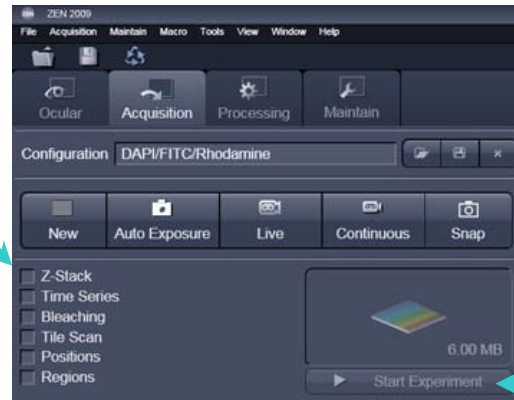 ZEN 2009
File Acquisition Maintain Macro Tools View Window Help
Ocular Acquisition Processing Maintain
Configuration DAPI/FITC/Rhodamine
New Auto Exposure Live Continuous Snap
Z-Stack
Time Series
Bleaching
Tile Scan
Positions
Regions
6.00 MB
Start Experiment